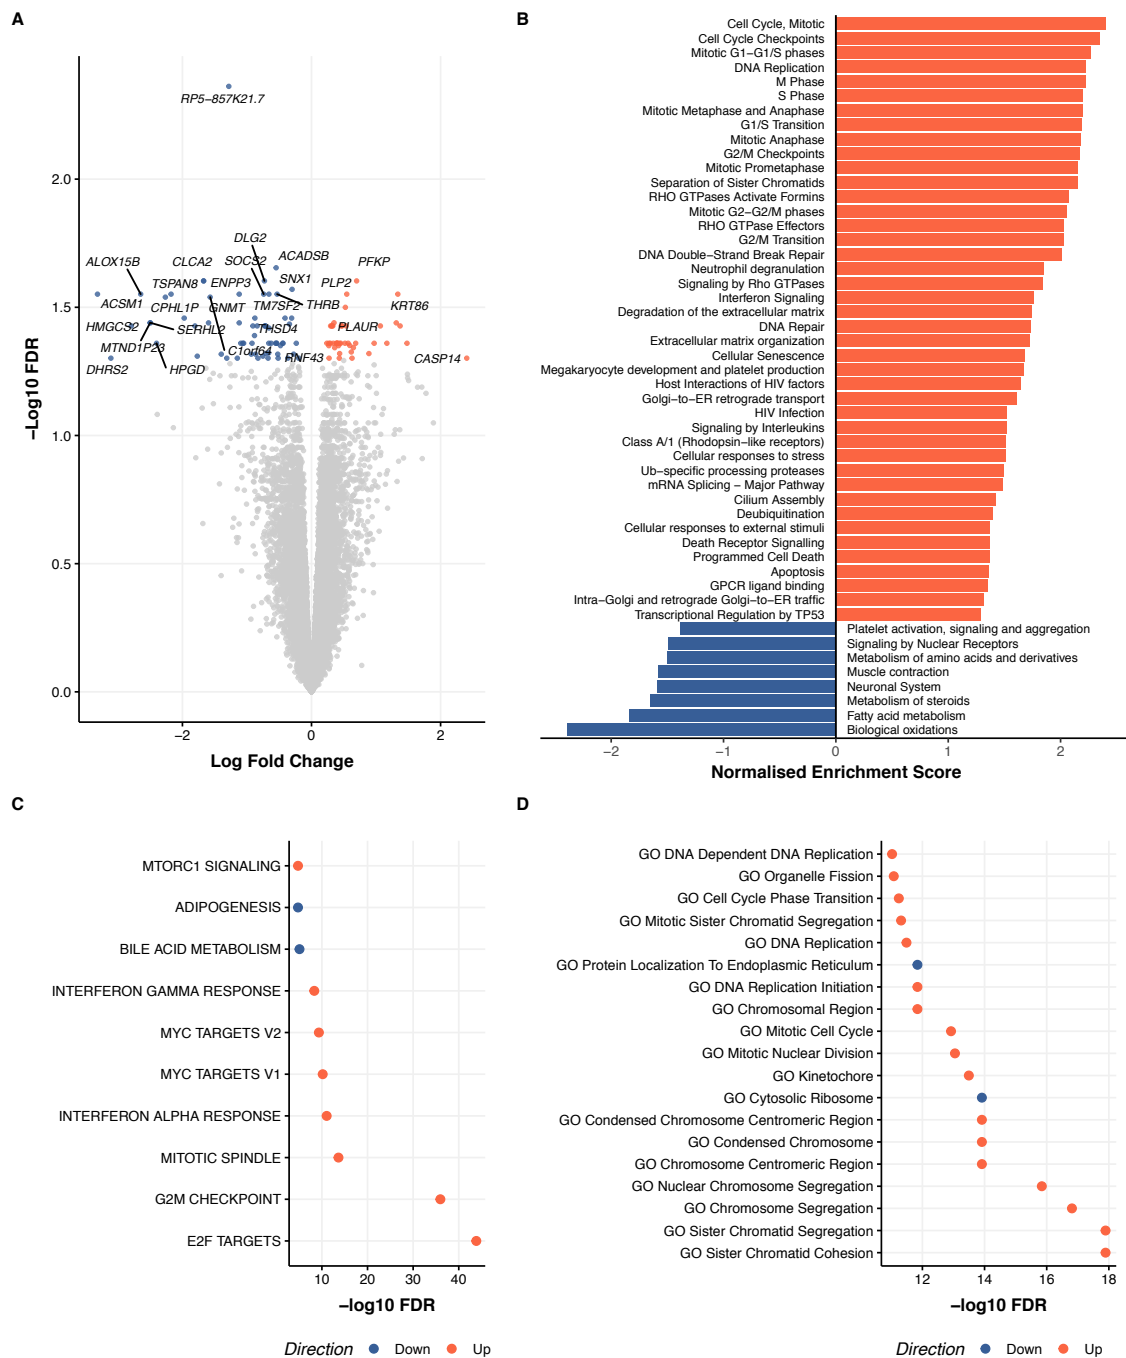 A
RP5−857K21.7
DLG2
ALOX15B
CLCA2
SOCS2
ACADSB
PFKP
TSPAN8
ENPP3
SNX1
PLP2
ACSM1
CPHL1P
GNMT
TM7SF2
THRB
KRT86
HMGCS2
SERHL2
THSD4
PLAUR
MTND1P23
C1orf64
RNF43
CASP14
DHRS2
HPGD
2.0
1.5
1.0
0.5
0.0
−2
0
2
−Log10 FDR
Log Fold Change
B
Cell Cycle, Mitotic
Cell Cycle Checkpoints
Mitotic G1−G1/S phases
DNA Replication
M Phase
S Phase
Mitotic Metaphase and Anaphase
G1/S Transition
Mitotic Anaphase
G2/M Checkpoints
Mitotic Prometaphase
Separation of Sister Chromatids
RHO GTPases Activate Formins
Mitotic G2−G2/M phases
RHO GTPase Effectors
G2/M Transition
DNA Double−Strand Break Repair
Neutrophil degranulation
Signaling by Rho GTPases
Interferon Signaling
Degradation of the extracellular matrix
DNA Repair
Extracellular matrix organization
Cellular Senescence
Megakaryocyte development and platelet production
Host Interactions of HIV factors
Golgi−to−ER retrograde transport
HIV Infection
Signaling by Interleukins
Class A/1 (Rhodopsin−like receptors)
Cellular responses to stress
Ub−specific processing proteases
mRNA Splicing − Major Pathway
Cilium Assembly
Deubiquitination
Cellular responses to external stimuli
Death Receptor Signalling
Programmed Cell Death
Apoptosis
GPCR ligand binding
Intra−Golgi and retrograde Golgi−to−ER traffic
Transcriptional Regulation by TP53
Platelet activation, signaling and aggregation
Signaling by Nuclear Receptors
Metabolism of amino acids and derivatives
Muscle contraction
Neuronal System
Metabolism of steroids
Fatty acid metabolism
Biological oxidations
−2
−1
0
1
2
Normalised Enrichment Score
C
MTORC1 SIGNALING
ADIPOGENESIS
BILE ACID METABOLISM
INTERFERON GAMMA RESPONSE
MYC TARGETS V2
MYC TARGETS V1
INTERFERON ALPHA RESPONSE
MITOTIC SPINDLE
G2M CHECKPOINT
E2F TARGETS
10
20
30
40
−log10 FDR
Direction
Down
Up
D
GO DNA Dependent DNA Replication
GO Organelle Fission
GO Cell Cycle Phase Transition
GO Mitotic Sister Chromatid Segregation
GO DNA Replication
GO Protein Localization To Endoplasmic Reticulum
GO DNA Replication Initiation
GO Chromosomal Region
GO Mitotic Cell Cycle
GO Mitotic Nuclear Division
GO Kinetochore
GO Cytosolic Ribosome
GO Condensed Chromosome Centromeric Region
GO Condensed Chromosome
GO Chromosome Centromeric Region
GO Nuclear Chromosome Segregation
GO Chromosome Segregation
GO Sister Chromatid Segregation
GO Sister Chromatid Cohesion
12
14
16
18
−log10 FDR
Direction
Down
Up